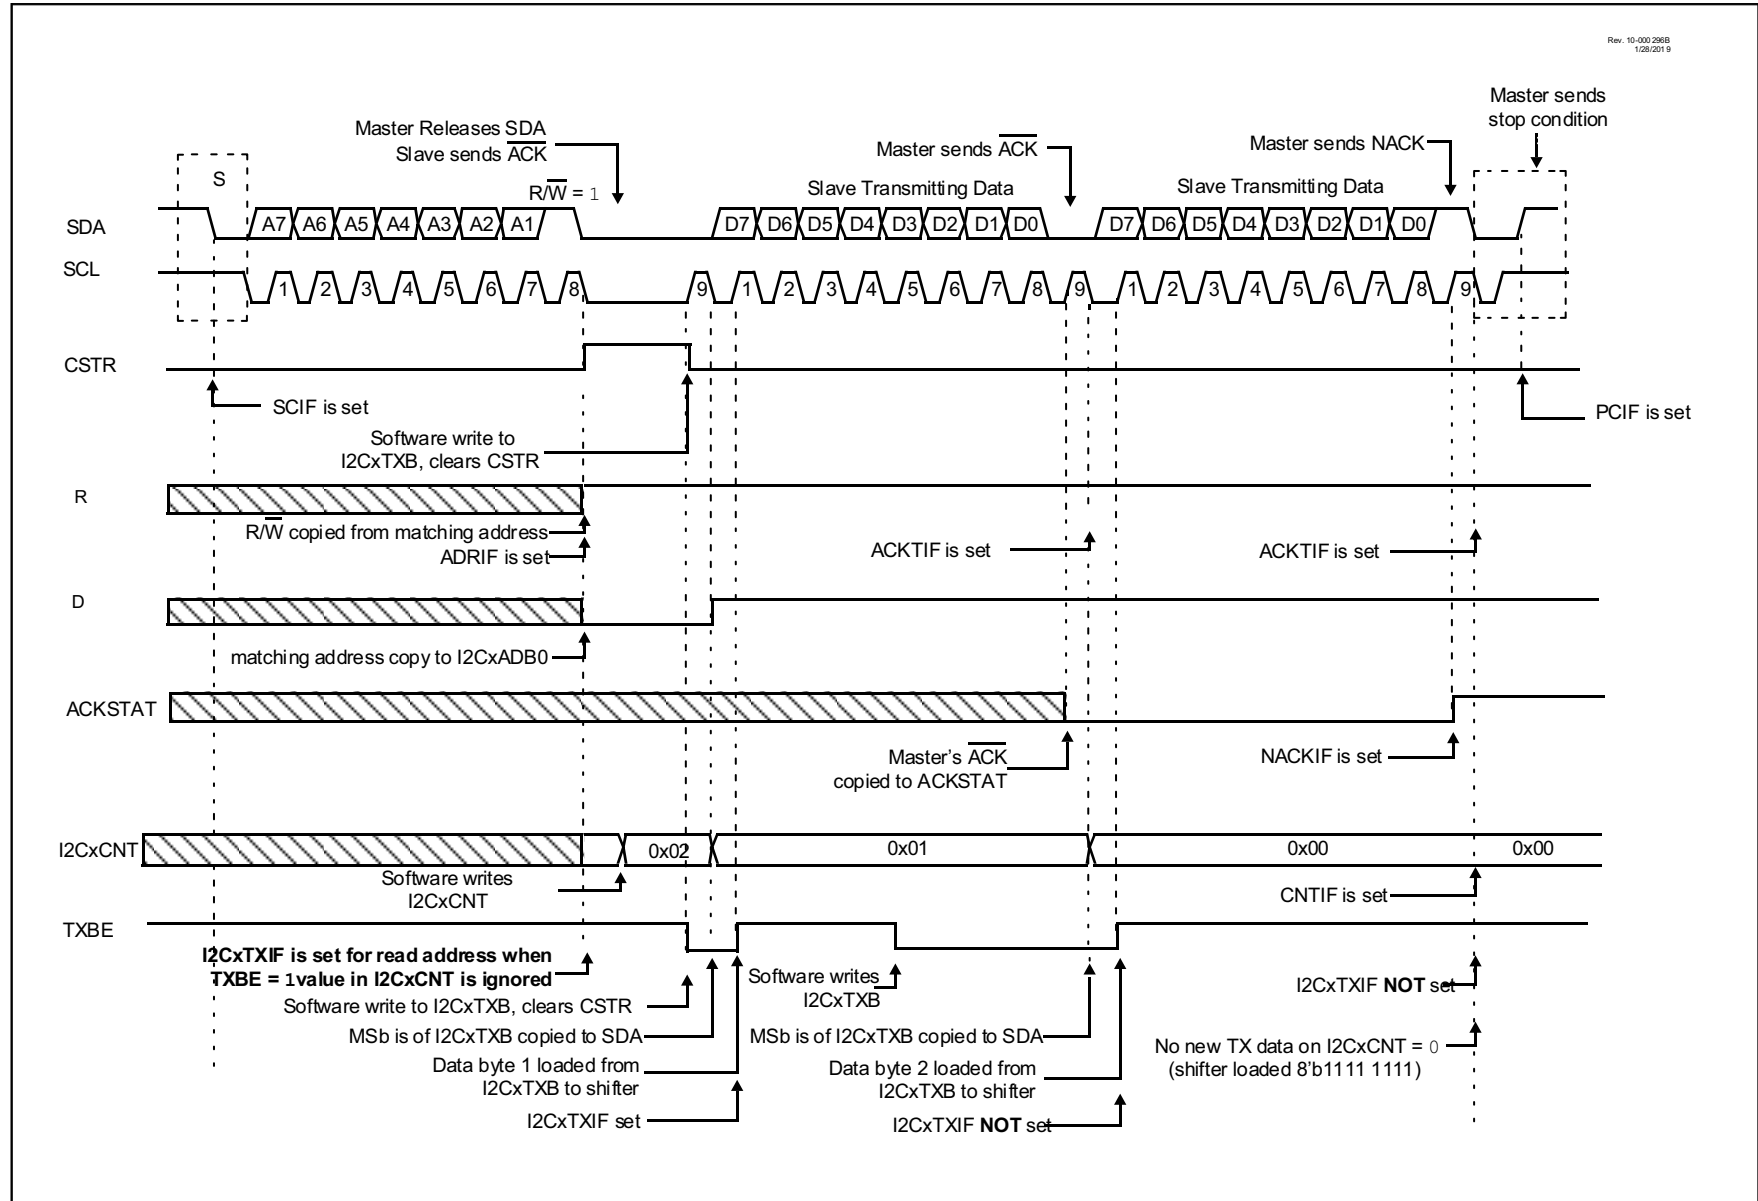 Rev. 10-000 296B
1/28/201 9
Master sends
stop condition
Master Releases SDA
Slave sends ACK
R/W = 1
Master sends ACK
Master sends NACK
S
Slave Transmitting Data
Slave Transmitting Data
SDA
A7 A6 A5 A4 A3 A2 A1 D7 D6 D5 D4 D3 D2 D1 D0 D7 D6 D5 D4 D3 D2 D1 D0
SCL
1 2 3 4 5 6 7 8 9 1 2 3 4 5 6 7 8 9 1 2 3 4 5 6 7 8 9
CSTR
SCIF is set
PCIF is set
Software write to
I2CxTXB, clears CSTR
R
R/W copied from matching address
ADRIF is set
ACKTIF is set
ACKTIF is set
D
matching address copy to I2CxADB0
ACKSTAT
Master's ACK
copied to ACKSTAT
NACKIF is set
I2CxCNT
0x02 0x01 0x00 0x00
Software writes
I2CxCNT
CNTIF is set
TXBE
I2CxTXIF is set for read address when
TXBE = 1 value in I2CxCNT is ignored
Software writes
I2CxTXB
I2CxTXIF NOT set
Software write to I2CxTXB, clears CSTR
MSb is of I2CxTXB copied to SDA
MSb is of I2CxTXB copied to SDA
No new TX data on I2CxCNT = 0
(shifter loaded 8'b1111 1111)
Data byte 1 loaded from
I2CxTXB to shifter
Data byte 2 loaded from
I2CxTXB to shifter
I2CxTXIF set
I2CxTXIF NOT set